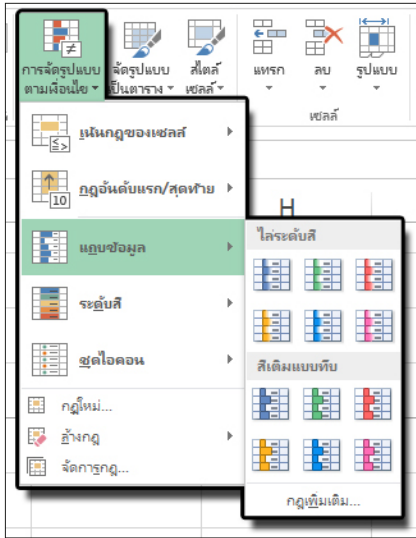 การจัดรูปแบบ
ตามเงื่อนไข
จัดรูปแบบ
เป็นตาราง
สไตล์
เซลล์
แทรก
ลบ
รูปแบบ
เซลล์
เน้นกฎของเซลล์
กฎอันดับแรก/สุดท้าย
10
H
แถบข้อมูล
ระดับสี
ชุดไอคอน
กฎใหม่...
ล้างกฎ
จัดการกฎ...
ไล่ระดับสี
สีเติมแบบทึบ
กฎเพิ่มเติม...